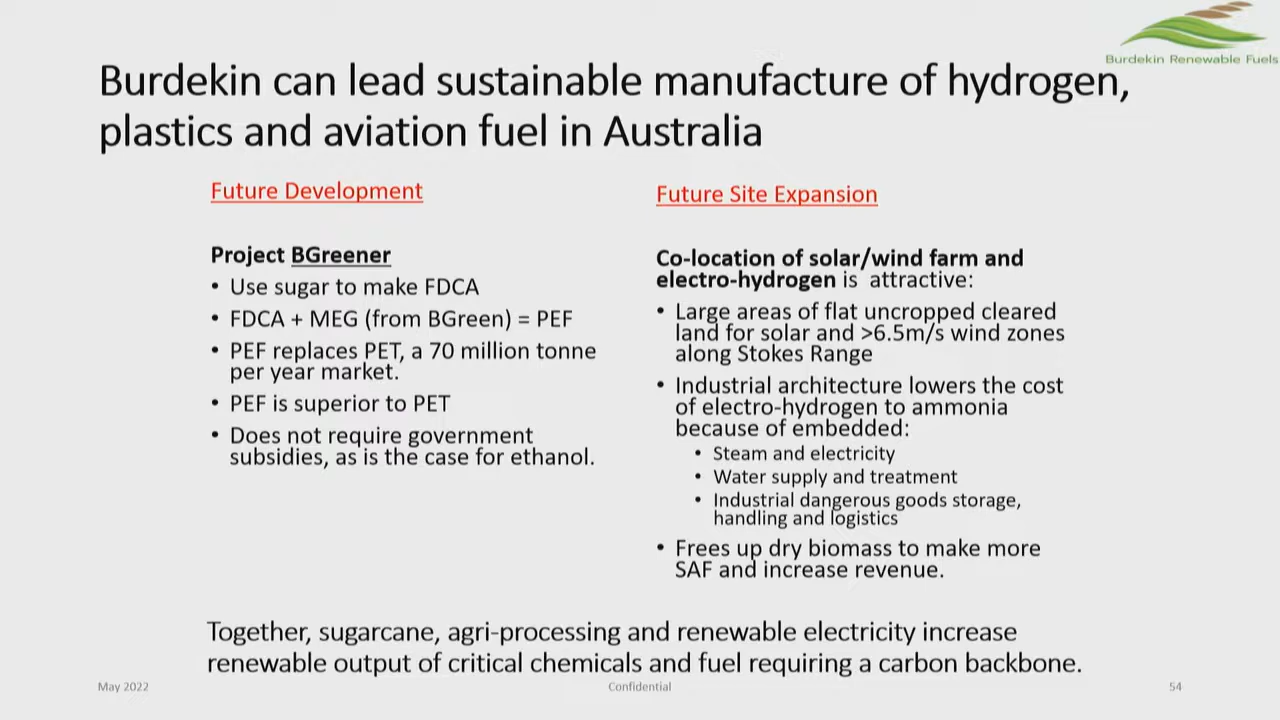 Burdekin Renewable Fuels
Burdekin can lead sustainable manufacture of hydrogen,
plastics and aviation fuel in Australia
Future Development
Project BGreener
• Use sugar to make FDCA
• FDCA + MEG (from BGreen) = PEF
• PEF replaces PET, a 70 million tonne
per year market.
• PEF is superior to PET
• Does not require government
subsidies, as is the case for ethanol.
Future Site Expansion
Co-location of solar/wind farm and
electro-hydrogen is attractive:
• Large areas of flat uncropped cleared
land for solar and >6.5m/s wind zones
along Stokes Range
• Industrial architecture lowers the cost
of electro-hydrogen to ammonia
because of embedded:
• Steam and electricity
• Water supply and treatment
• Industrial dangerous goods storage,
handling and logistics
• Frees up dry biomass to make more
SAF and increase revenue.
Together, sugarcane, agri-processing and renewable electricity increase
renewable output of critical chemicals and fuel requiring a carbon backbone.
May 2022
Confidential
54